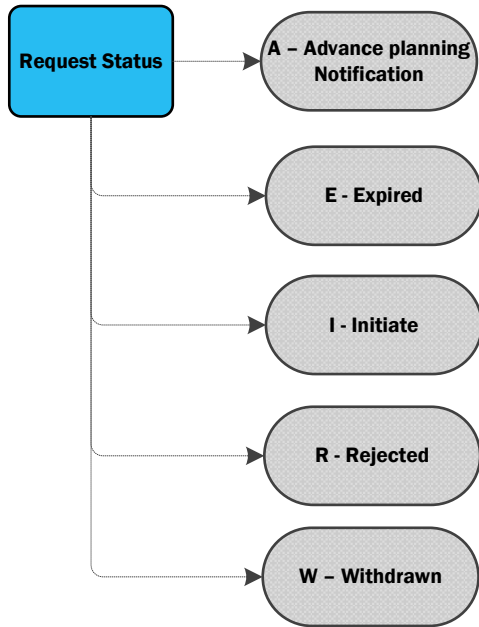 Request Status
A – Advance planning
Notification
E - Expired
I - Initiate
R - Rejected
W – Withdrawn